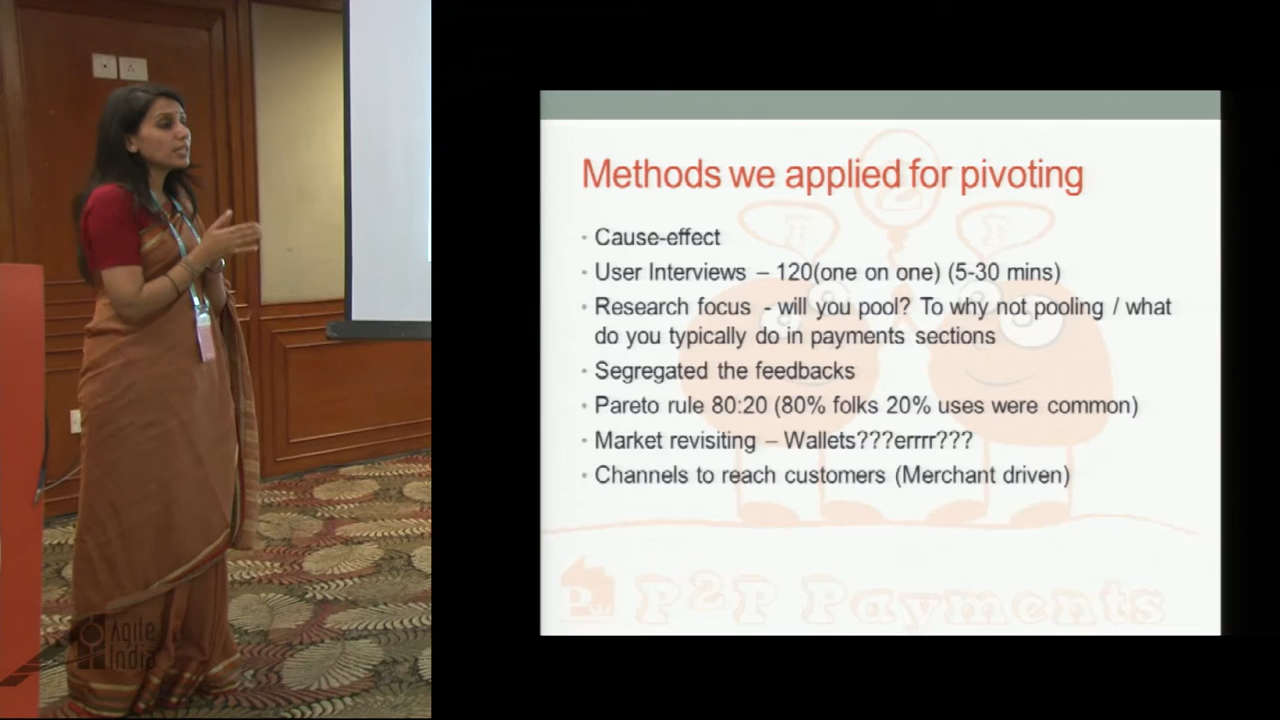 Methods we applied for pivoting
Cause-effect
User Interviews – 120(one on one) (5-30 mins)
Research focus - will you pool? To why not pooling / what
do you typically do in payments sections
Segregated the feedbacks
Pareto rule 80:20 (80% folks 20% uses were common)
Market revisiting – Wallets???errrr???
Channels to reach customers (Merchant driven)
P 2 P
P2P Payments
Agile
India